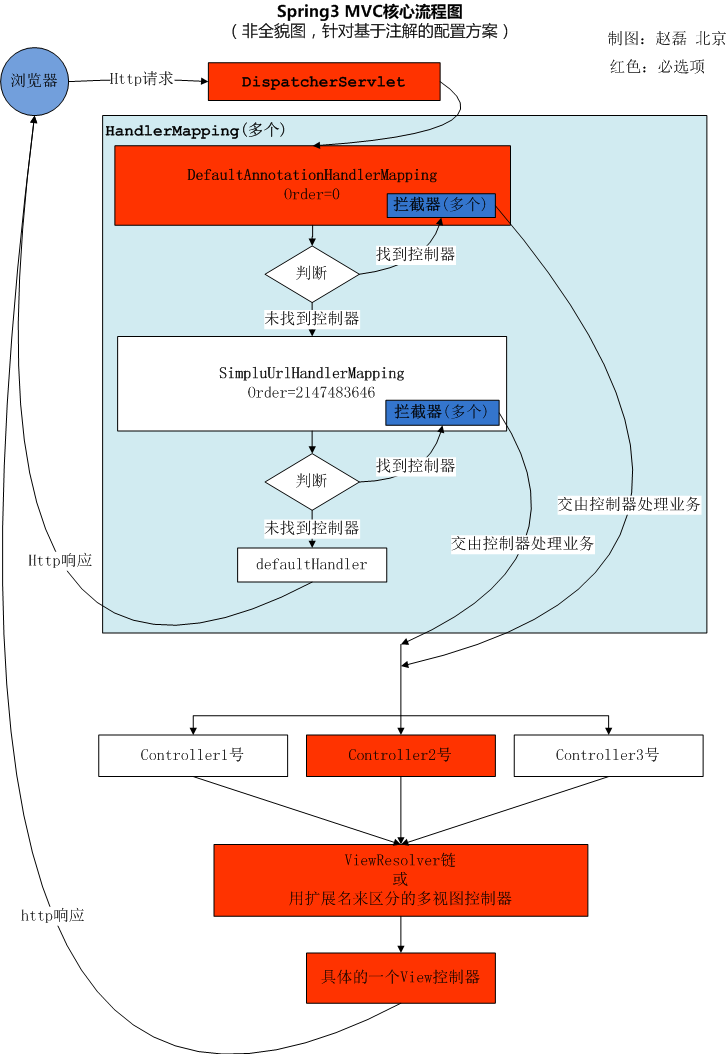 Spring3 MVC核心流程图
（非全貌图，针对基于注解的配置方案）
制图：赵磊 北京
红色：必选项
浏览器
Http请求
DispatcherServlet
HandlerMapping(多个)
DefaultAnnotationHandlerMapping
Order=0
拦截器(多个)
判断
找到控制器
未找到控制器
SimpluUrlHandlerMapping
Order=2147483646
拦截器(多个)
判断
找到控制器
交由控制器处理业务
未找到控制器
交由控制器处理业务
Http响应
defaultHandler
Controller1号
Controller2号
Controller3号
ViewResolver链
或
用扩展名来区分的多视图控制器
http响应
具体的一个View控制器